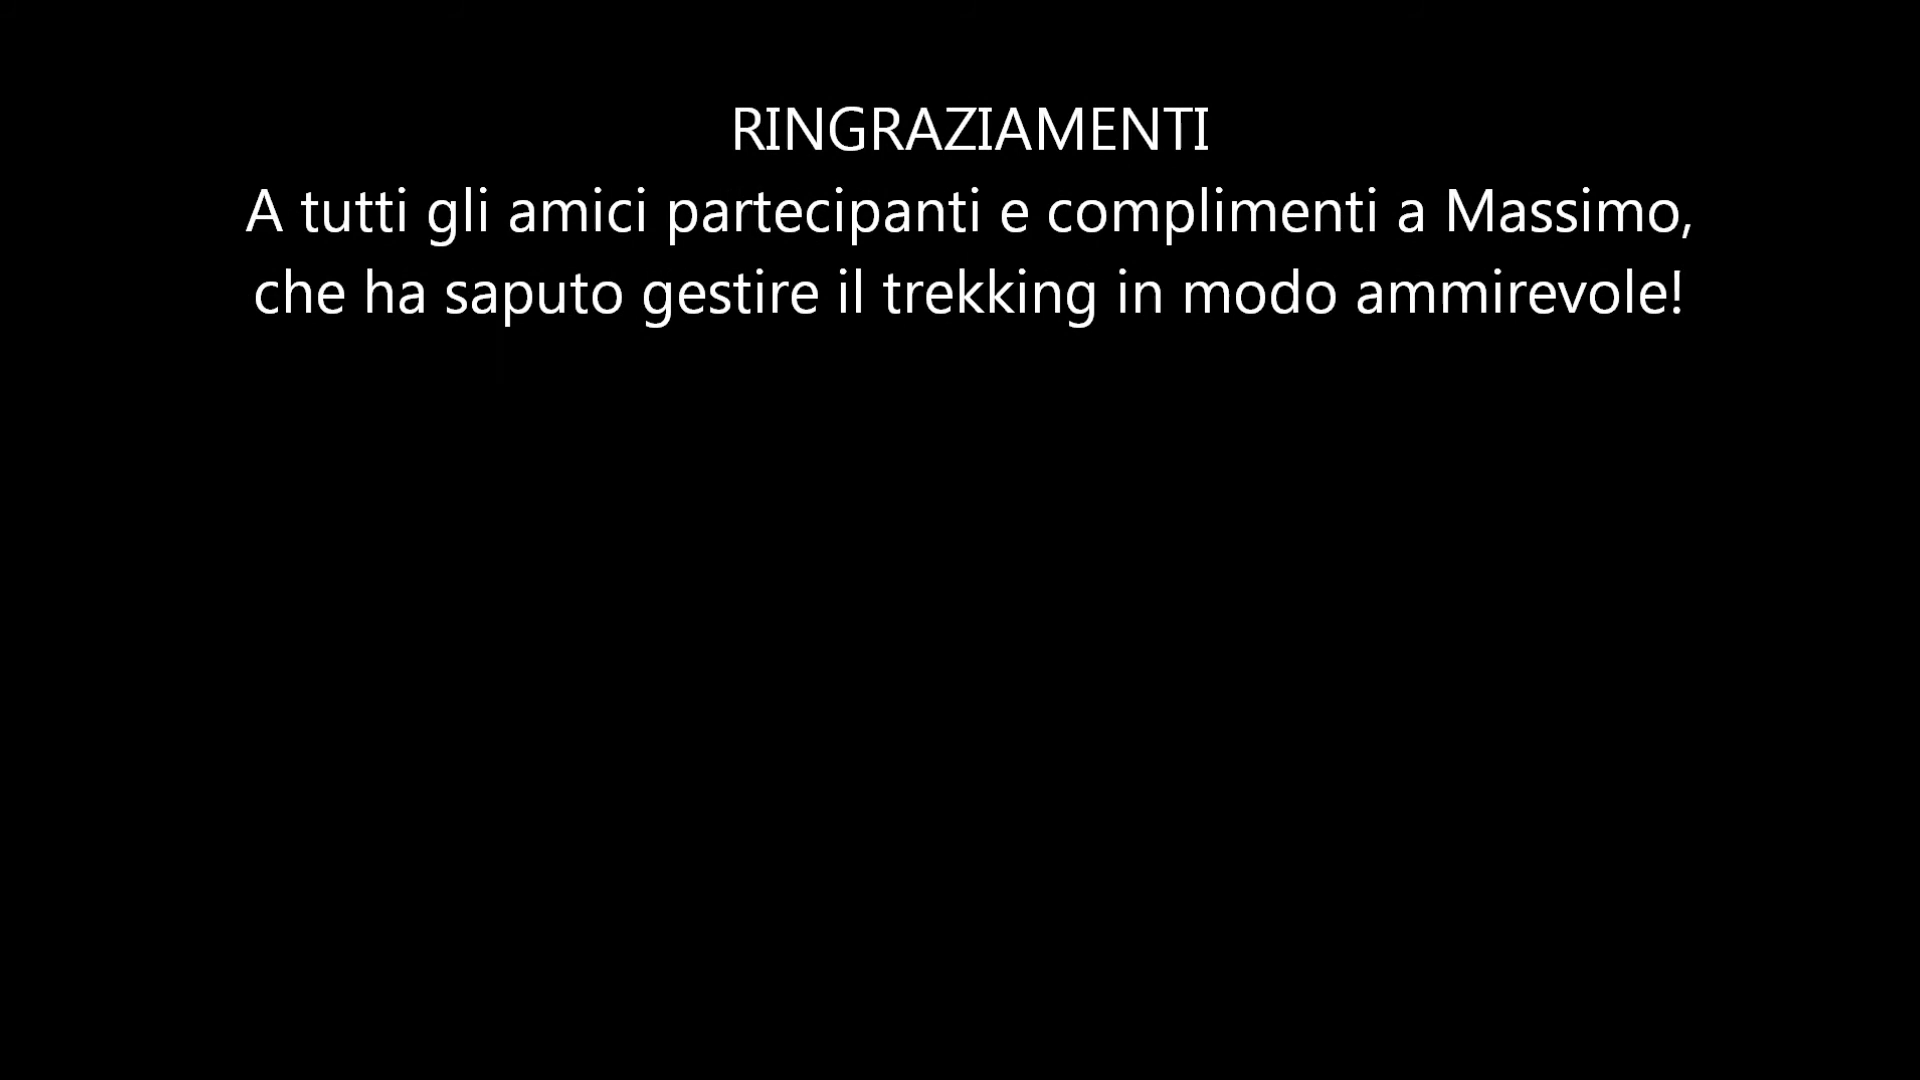 RINGRAZIAMENTI
A tutti gli amici partecipanti e complimenti a Massimo,
che ha saputo gestire il trekking in modo ammirevole!